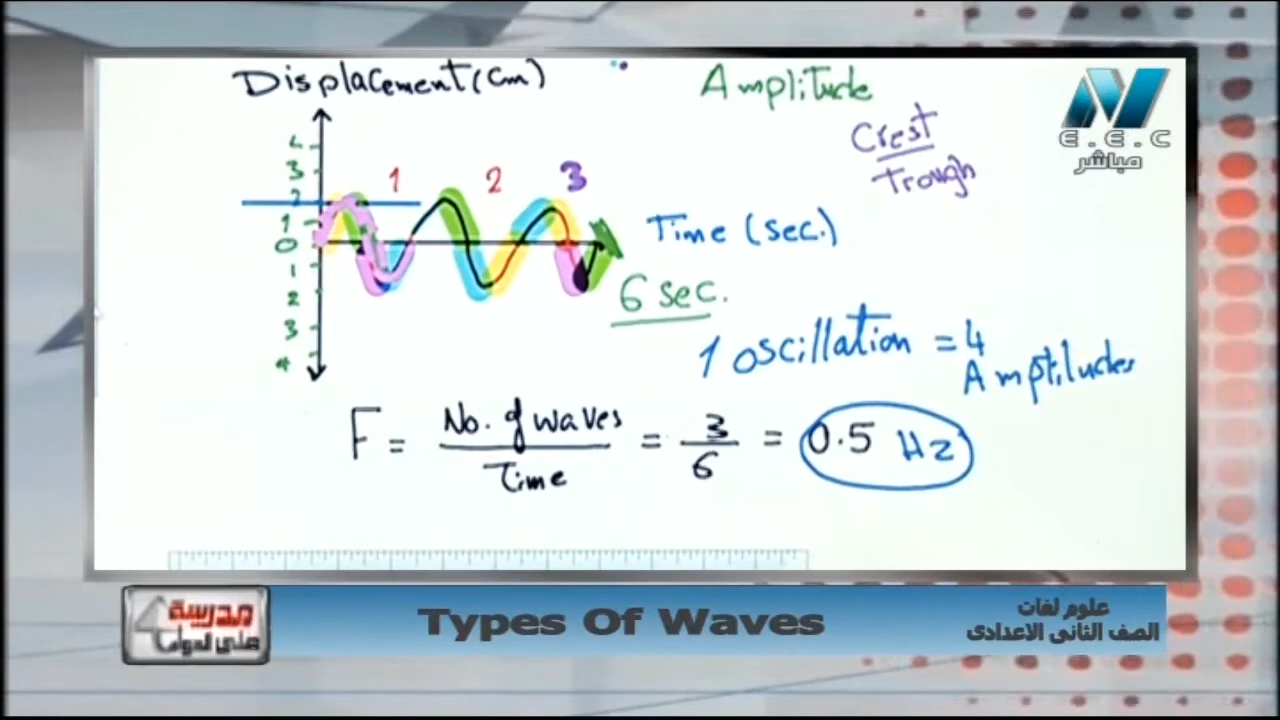 Displacement (cm)
Amplitude
Crest
Trough
4
3
2
1
0
1
2
3
4
1 2 3
Time (sec.)
6 sec.
1 oscillation = 4
Amptiludes
F = No. of waves / Time = 3 / 6 = 0.5 Hz
E.E.C
مباشر
مدرسة
على الهواء
Types Of Waves
علوم لغات
الصف الثانى الاعدادى